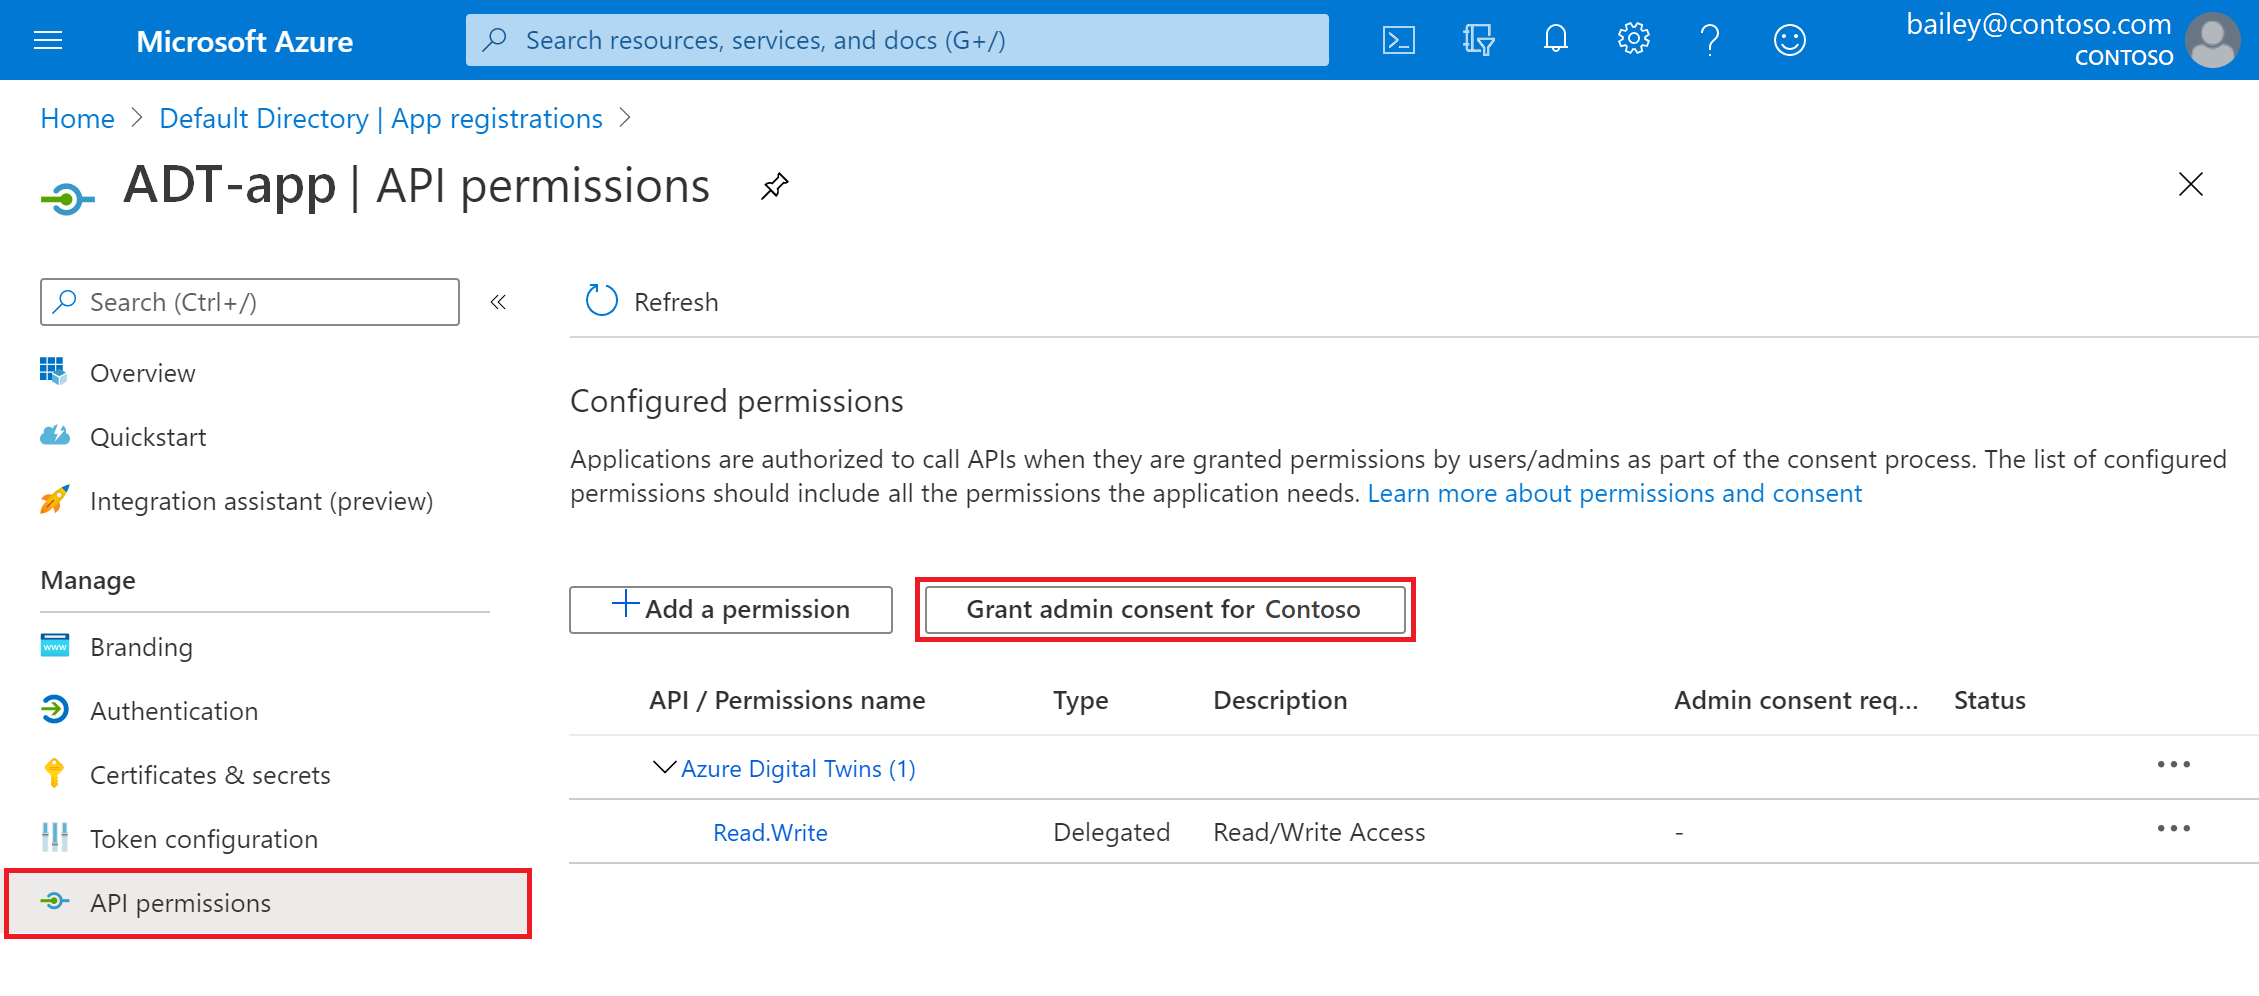 Microsoft Azure
Search resources, services, and docs (G+/)
bailey@contoso.com
CONTOSO
Home > Default Directory | App registrations >
ADT-app | API permissions
Search (Ctrl+/)
«
Refresh
Overview
Quickstart
Integration assistant (preview)
Manage
Branding
Authentication
Certificates & secrets
Token configuration
API permissions
Configured permissions
Applications are authorized to call APIs when they are granted permissions by users/admins as part of the consent process. The list of configured
permissions should include all the permissions the application needs. Learn more about permissions and consent
Add a permission
Grant admin consent for Contoso
API / Permissions name Type Description Admin consent req... Status
Azure Digital Twins (1)
Read.Write Delegated Read/Write Access -